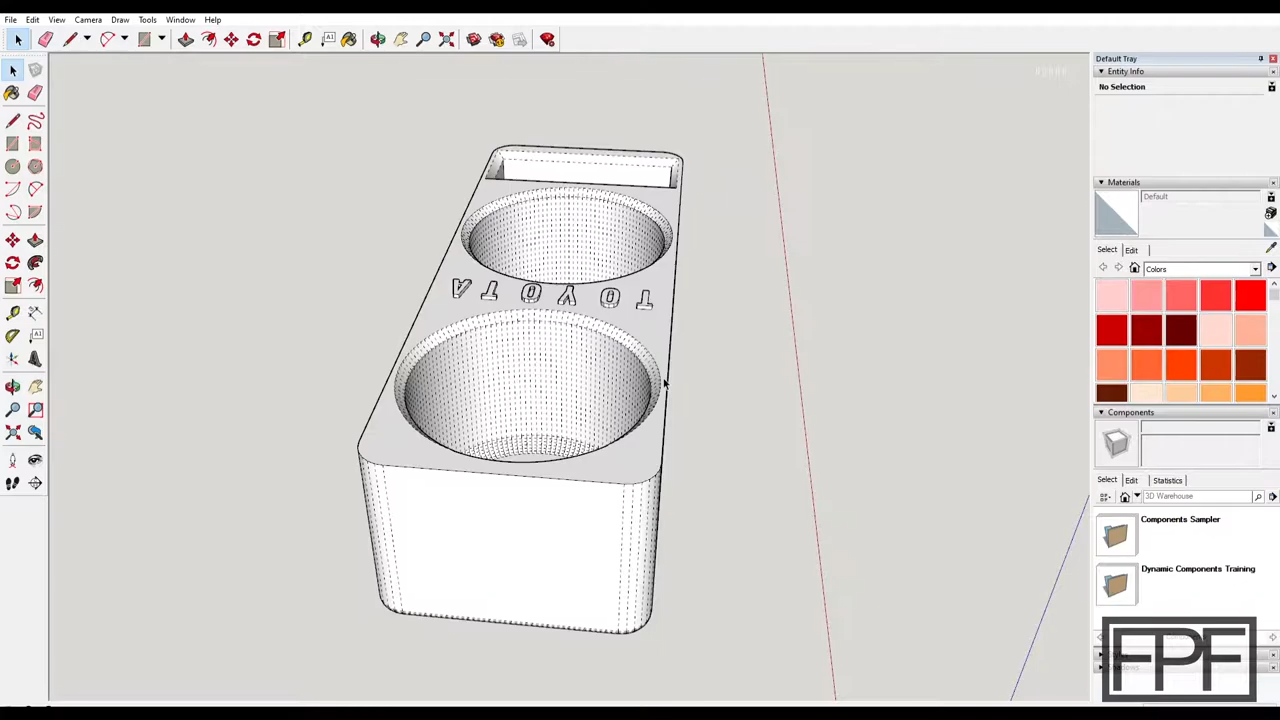 File Edit View Camera Draw Tools Window Help
Default Tray
Entity Info
No Selection
Materials
Default
Select Edit
Colors
TOYOTA
Components
Select Edit Statistics
3D Warehouse
Components Sampler
Dynamic Components Training
FPF